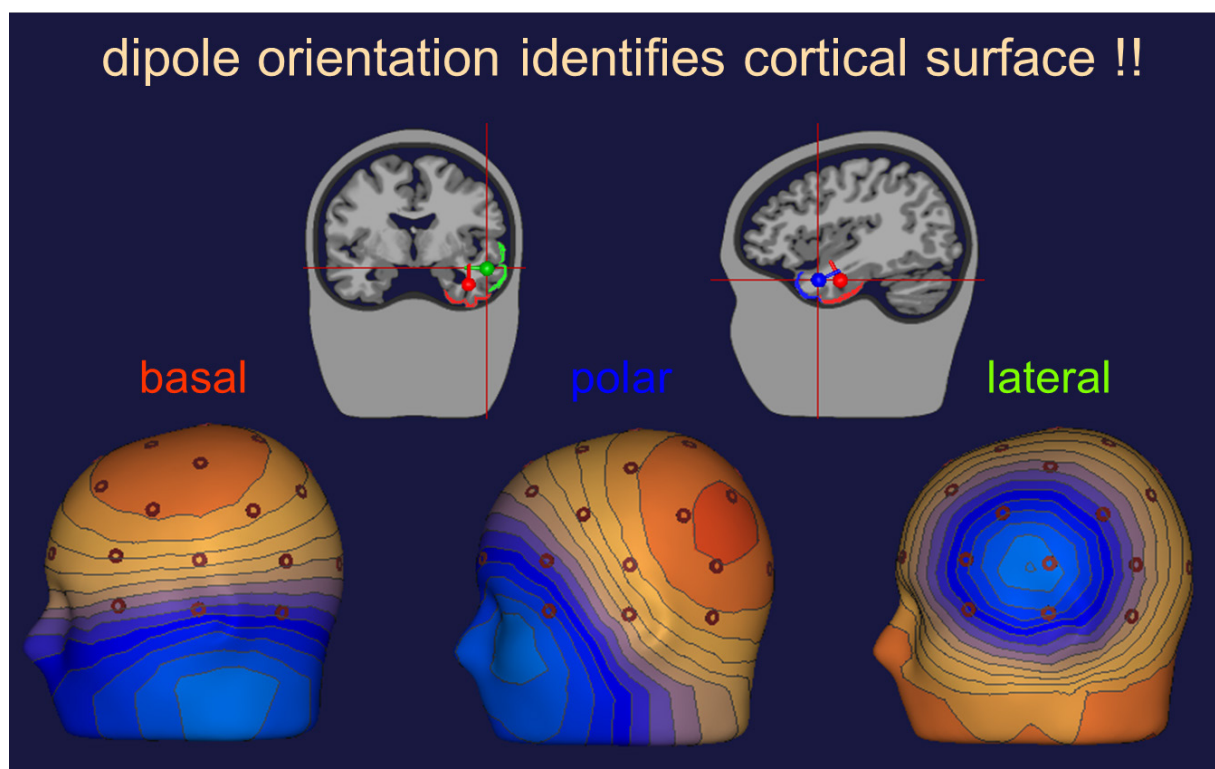 dipole orientation identifies cortical surface !!
basal
polar
lateral